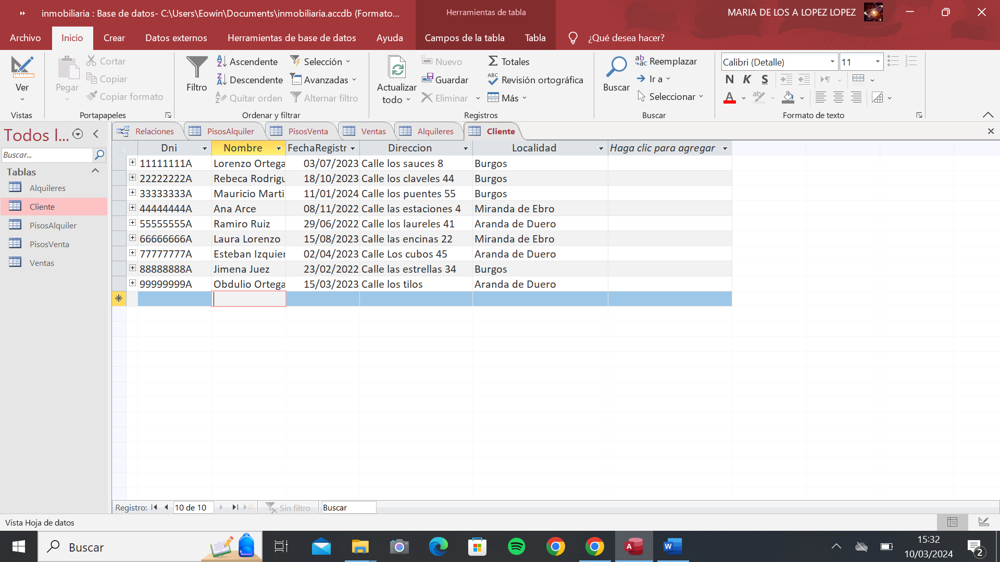 inmobiliaria : Base de datos- C:\Users\Eowin\Documents\inmobiliaria.accdb (Formato...
Herramientas de tabla
MARIA DE LOS A LOPEZ LOPEZ
Archivo Inicio Crear Datos externos Herramientas de base de datos Ayuda Campos de la tabla Tabla ¿Qué desea hacer?
Ver
Vistas
Pegar
Cortar
Copiar
Copiar formato
Portapapeles
Filtro
Ascendente
Descendente
Quitar orden
Selección
Avanzadas
Alternar filtro
Ordenar y filtrar
Actualizar
todo
Nuevo
Guardar
Eliminar
Totales
Revisión ortográfica
Más
Registros
Buscar
Reemplazar
Ir a
Seleccionar
Buscar
Calibri (Detalle) 11
N K S
Formato de texto
Todos l...
Buscar...
Tablas
Alquileres
Cliente
PisosAlquiler
PisosVenta
Ventas
Relaciones PisosAlquiler PisosVenta Ventas Alquileres Cliente
Dni Nombre FechaRegistr Direccion Localidad Haga clic para agregar
11111111A Lorenzo Ortega 03/07/2023 Calle los sauces 8 Burgos
22222222A Rebeca Rodrigu 18/10/2023 Calle los claveles 44 Burgos
33333333A Mauricio Marti 11/01/2024 Calle los puentes 55 Burgos
44444444A Ana Arce 08/11/2022 Calle las estaciones 4 Miranda de Ebro
55555555A Ramiro Ruiz 29/06/2022 Calle los laureles 41 Aranda de Duero
66666666A Laura Lorenzo 15/08/2023 Calle las encinas 22 Miranda de Ebro
77777777A Esteban Izquier 02/04/2023 Calle Los cubos 45 Aranda de Duero
88888888A Jimena Juez 23/02/2022 Calle las estrellas 34 Burgos
99999999A Obdulio Ortega 15/03/2023 Calle los tilos Aranda de Duero
Registro: 10 de 10 Sin filtro Buscar
Vista Hoja de datos
Buscar
15:32
10/03/2024
2